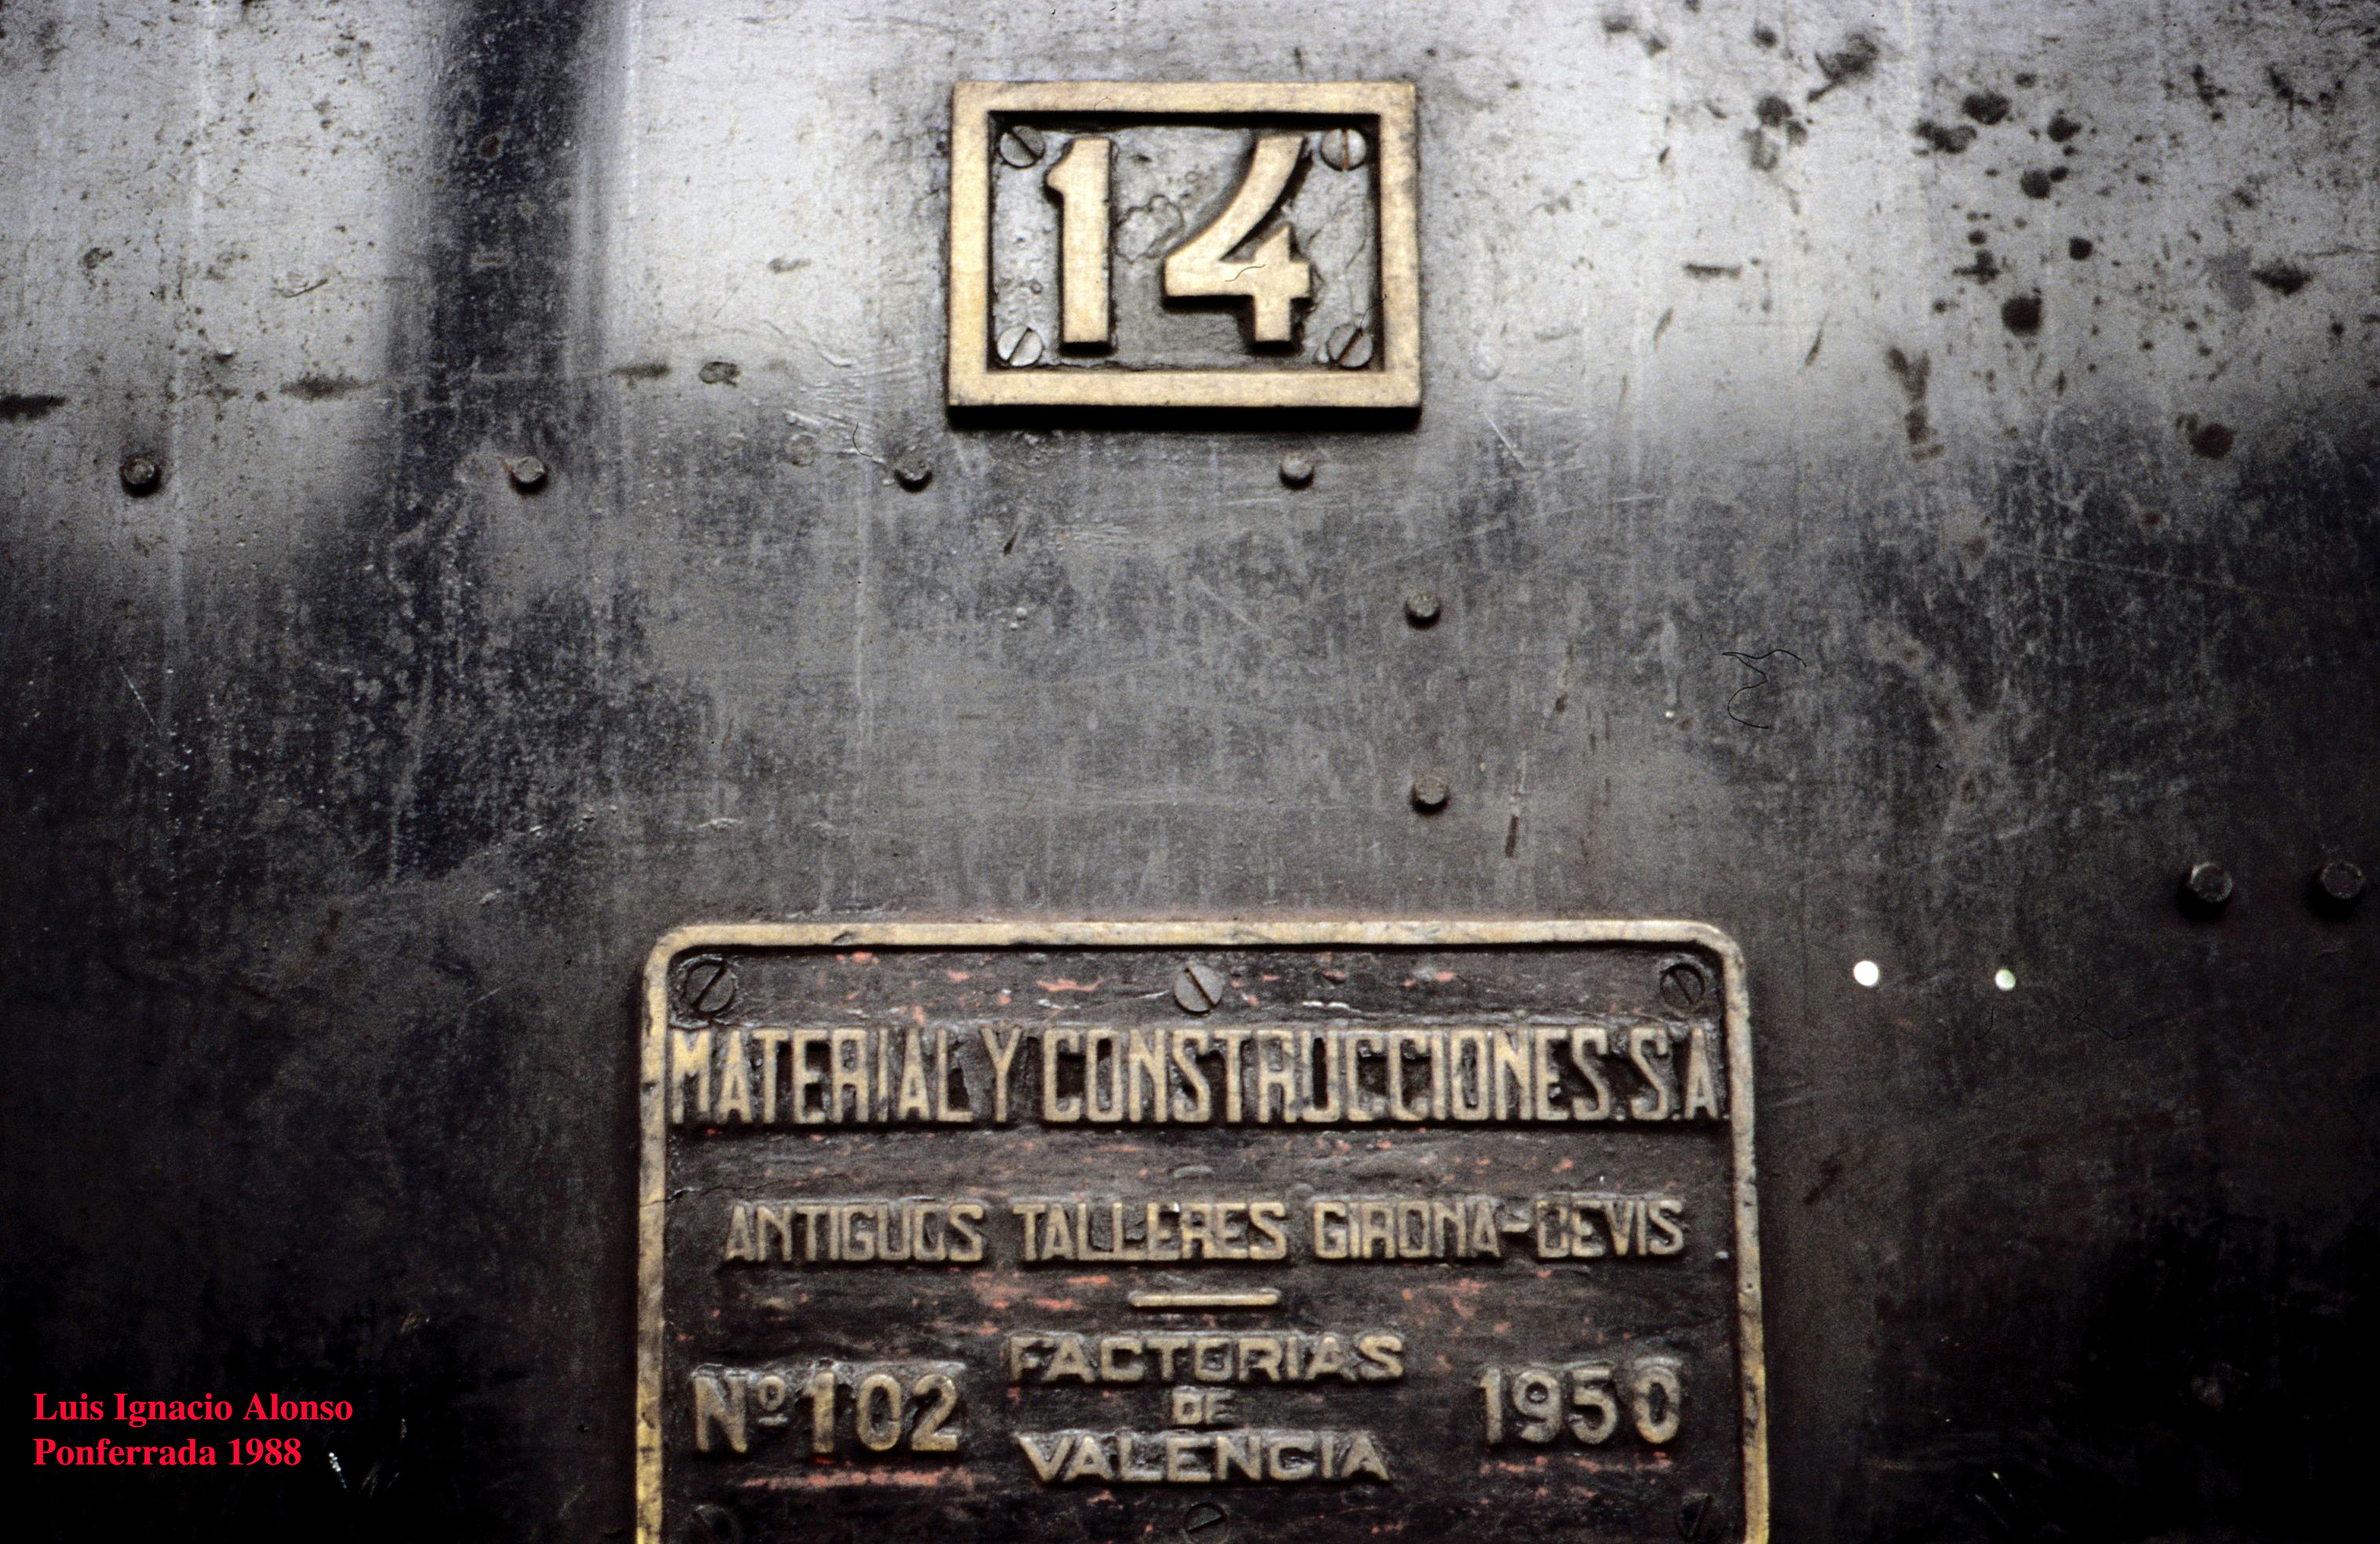 14
MATERIAL Y CONSTRUCCIONES. S.A.
ANTIGUOS TALLERES GIRONA-DEVIS
FACTORIAS
Nº 102 DE 1950
VALENCIA
Luis Ignacio Alonso
Ponferrada 1988